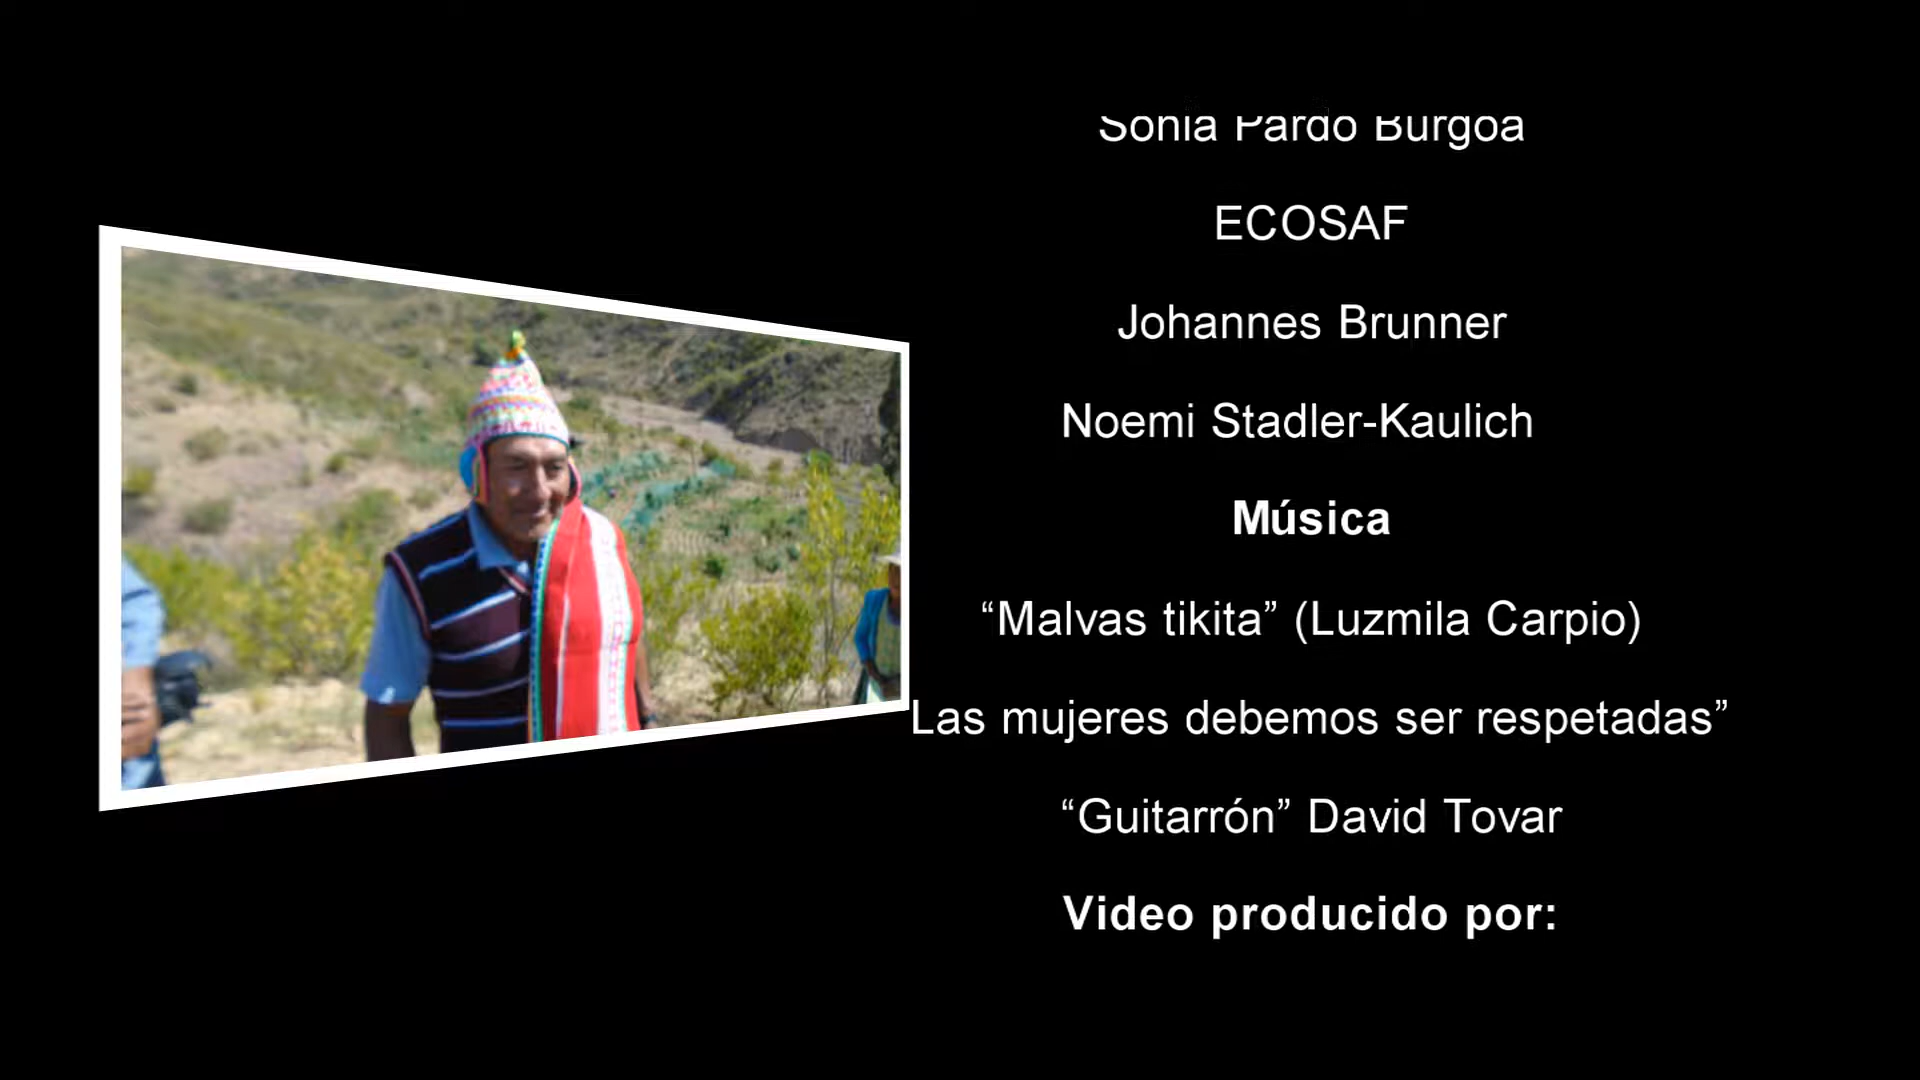 Sonia Pardo Burgoa
ECOSAF
Johannes Brunner
Noemi Stadler-Kaulich
Música
“Malvas tikita” (Luzmila Carpio)
Las mujeres debemos ser respetadas”
“Guitarrón” David Tovar
Video producido por: